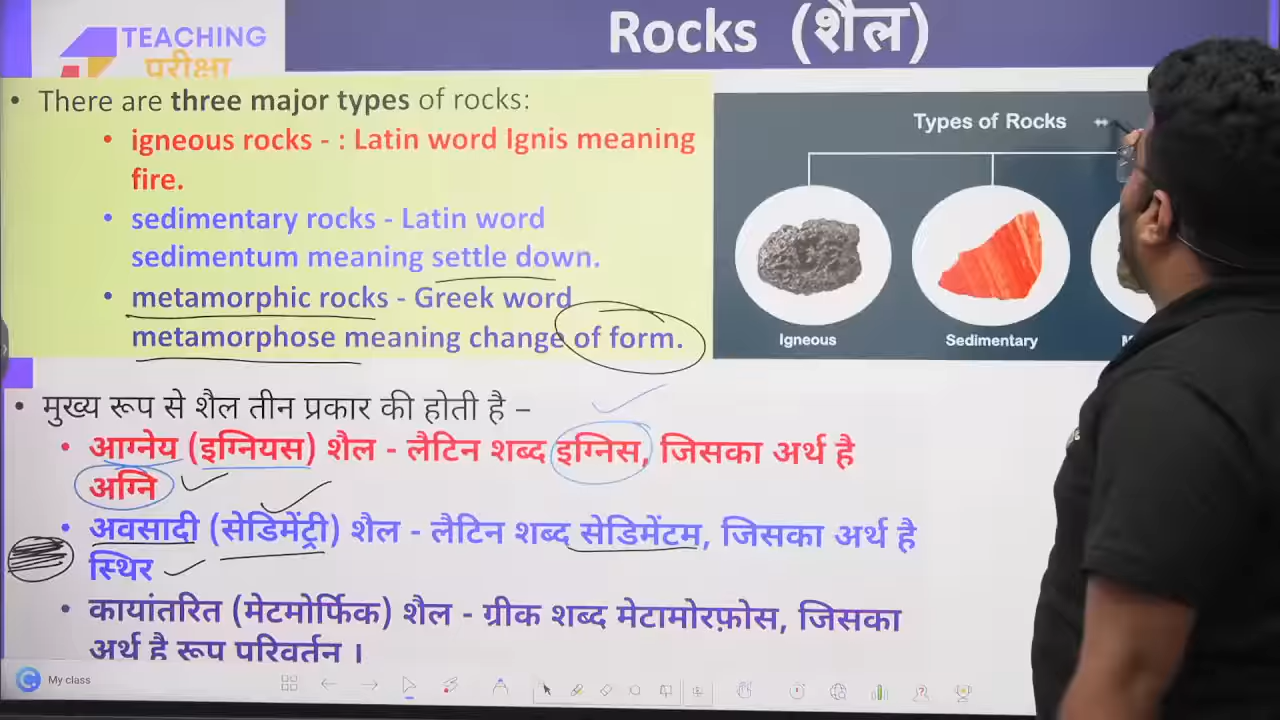 TEACHING
परीक्षा
Rocks (शैल)
• There are three major types of rocks:
• igneous rocks - : Latin word Ignis meaning
fire.
• sedimentary rocks - Latin word
sedimentum meaning settle down.
• metamorphic rocks - Greek word
metamorphose meaning change of form.
Types of Rocks
Igneous
Sedimentary
• मुख्य रूप से शैल तीन प्रकार की होती है –
• आग्नेय (इग्नियस) शैल - लैटिन शब्द इग्निस, जिसका अर्थ है
अग्नि
• अवसादी (सेडिमेंट्री) शैल - लैटिन शब्द सेडिमेंटम, जिसका अर्थ है
स्थिर
• कायांतरित (मेटमोर्फिक) शैल - ग्रीक शब्द मेटामोरफ़ोस, जिसका
अर्थ है रूप परिवर्तन ।
My class